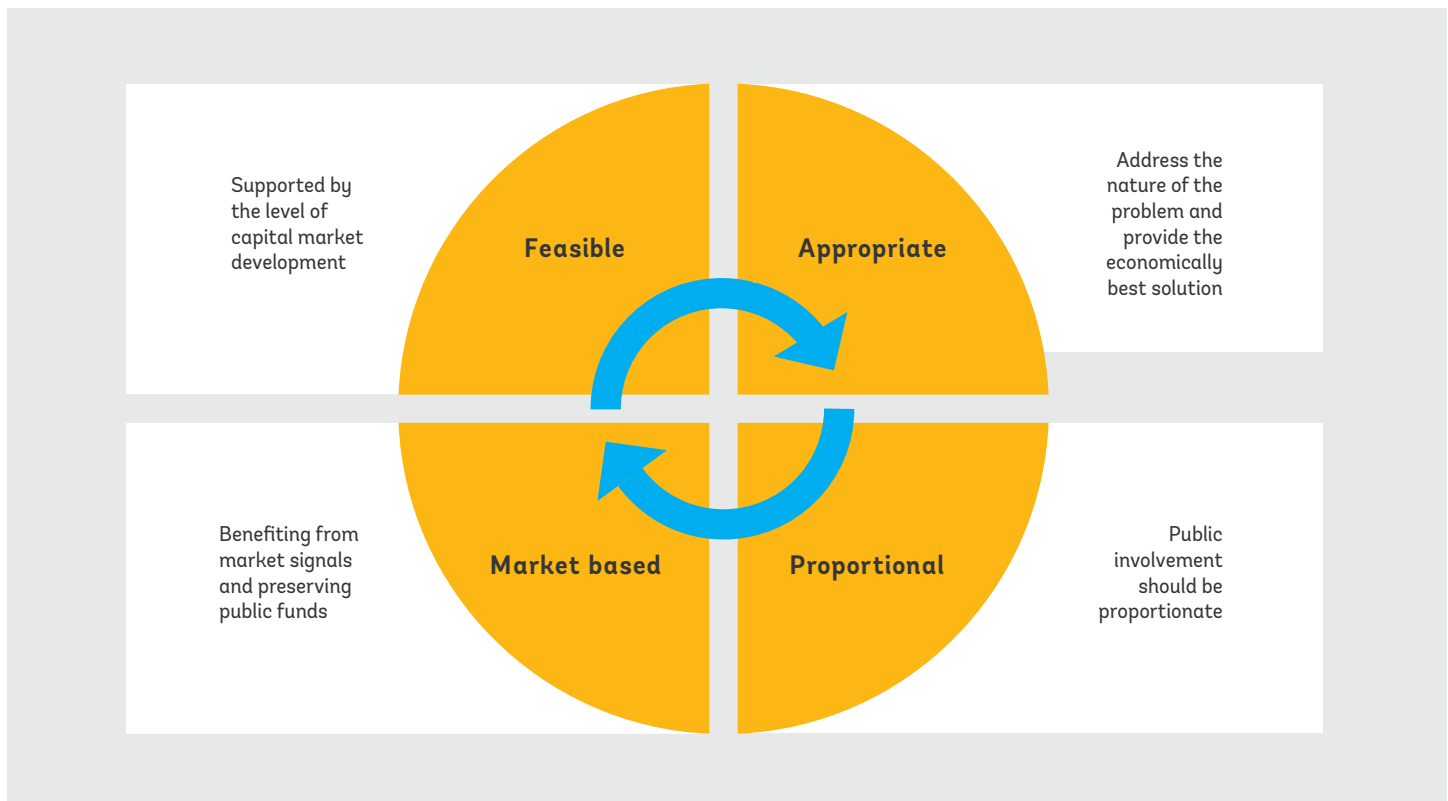 Supported by
the level of
capital market
development
Feasible
Appropriate
Address the
nature of the
problem and
provide the
economically
best solution
Benefiting from
market signals
and preserving
public funds
Market based
Proportional
Public
involvement
should be
proportionate